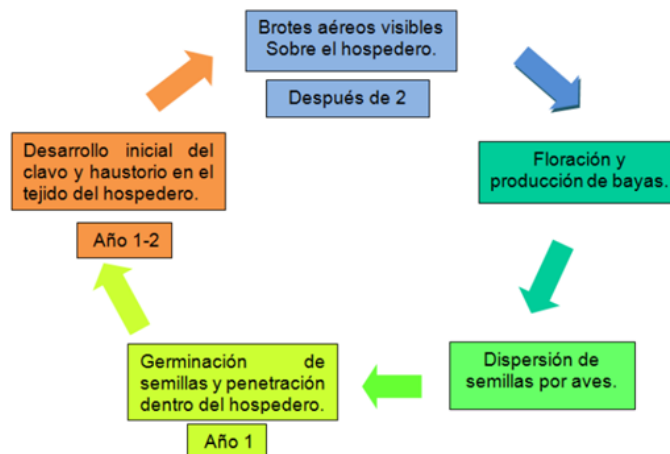 Brotes aéreos visibles
Sobre el hospedero.
Después de 2
Floración y
producción de bayas.
Dispersión de
semillas por aves.
Germinación de
semillas y penetración
dentro del hospedero.
Año 1
Desarrollo inicial del
clavo y haustorio en el
tejido del hospedero.
Año 1-2